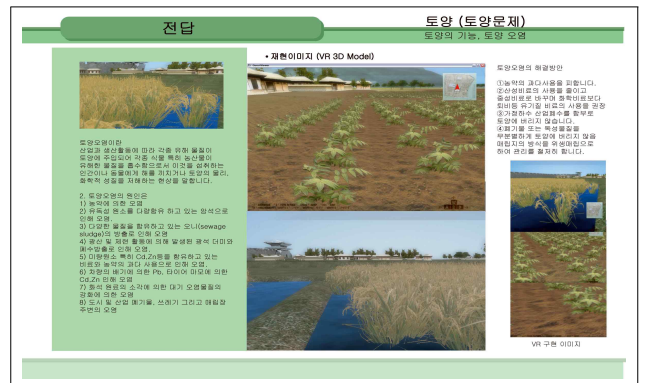 전답
토양 (토양문제)
토양의 기능, 토양 오염
• 재현이미지 (VR 3D Model)
토양오염이란
산업과 생산활동에 따라 각종 유해 물질이
토양에 주입되어 각종 식물 특히 농산물이
유해한 물질을 흡수함으로서 이것을 섭취하는
인간이나 동물에게 해를 끼치거나 토양의 물리,
화학적 성질을 저해하는 현상을 말합니다.
2. 토양오염의 원인은
1) 농약에 의한 오염
2) 유독성 원소를 다량함유 하고 있는 암석으로
인해 오염.
3) 다양한 물질을 함유하고 있는 오니(sewage
sludge)의 방출로 인해 오염
4) 광산 및 제련 활동에 의해 발생된 광석 더미와
폐수방출로 인해 오염.
5) 미량원소 특히 Cd,Zn등을 함유하고 있는
비료와 농약의 과다 사용으로 인해 오염.
6) 차량의 배기에 의한 Pb, 타이어 마모에 의한
Cd,Zn 인해 오염
7) 화석 원료의 소각에 의한 대기 오염물질의
강화에 의한 오염
8) 도시 및 산업 폐기물, 쓰레기 그리고 매립장
주변의 오염
토양오염의 해결방안
①농약의 과다사용을 피합니다.
②산성비료의 사용을 줄이고
중성비료로 바꾸며 화학비료보다
퇴비등 유기질 비료의 사용을 권장
③가정하수 산업폐수를 함부로
토양에 버리지 않습니다.
④폐기물 또는 독성물질을
무분별하게 토양에 버리지 않음
매립지의 방식을 위생매립으로
하여 관리를 철저히 합니다.
VR 구현 이미지